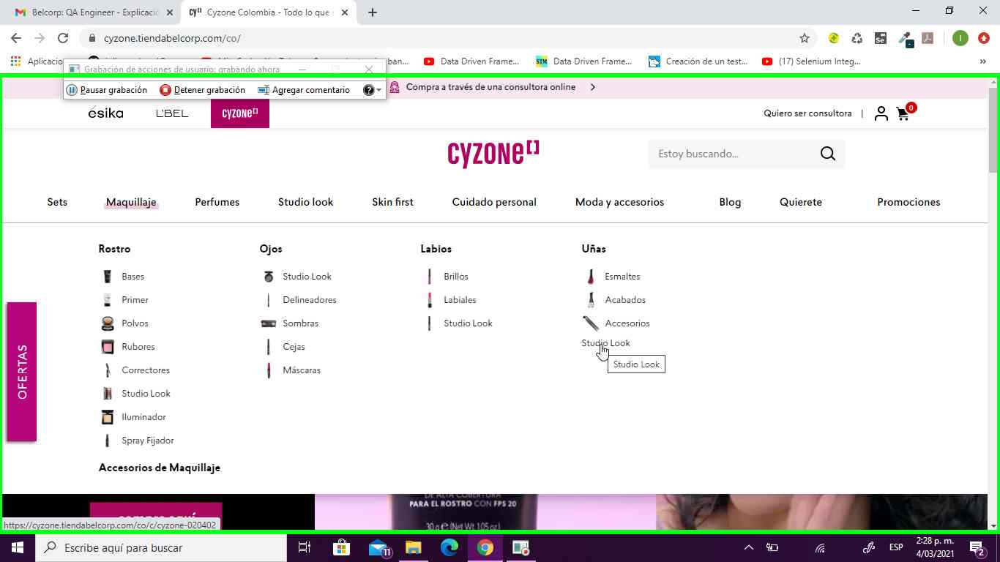 Belcorp: QA Engineer - Explicació
Cyzone Colombia - Todo lo que
cyzone.tiendabelcorp.com/co/
Aplicacio
ban...
Data Driven Frame...
Data Driven Frame...
Creación de un test...
(17) Selenium Integ...
Grabación de acciones de usuario: grabando ahora
Pausar grabación
Detener grabación
Agregar comentario
Compra a través de una consultora online
ésika
L'BEL
CYZONE
Quiero ser consultora |
0
CYZONE
Estoy buscando...
Sets
Maquillaje
Perfumes
Studio look
Skin first
Cuidado personal
Moda y accesorios
Blog
Quierete
Promociones
Rostro
Bases
Primer
Polvos
Rubores
Correctores
Studio Look
Iluminador
Spray Fijador
Accesorios de Maquillaje
Ojos
Studio Look
Delineadores
Sombras
Cejas
Máscaras
Labios
Brillos
Labiales
Studio Look
Uñas
Esmaltes
Acabados
Accesorios
Studio Look
Studio Look
OFERTAS
DE ALTA COBERTURA
PARA EL ROSTRO CON FPS 20
30 g e (Net Wt. 1.05 oz.)
https://cyzone.tiendabelcorp.com/co/c/cyzone-020402
Escribe aquí para buscar
11
ESP
2:28 p. m.
4/03/2021
2